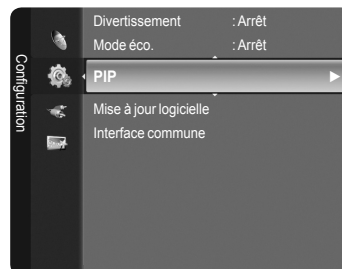 Configuration
Divertissement : Arrêt
Mode éco. : Arrêt
PIP
Mise à jour logicielle
Interface commune